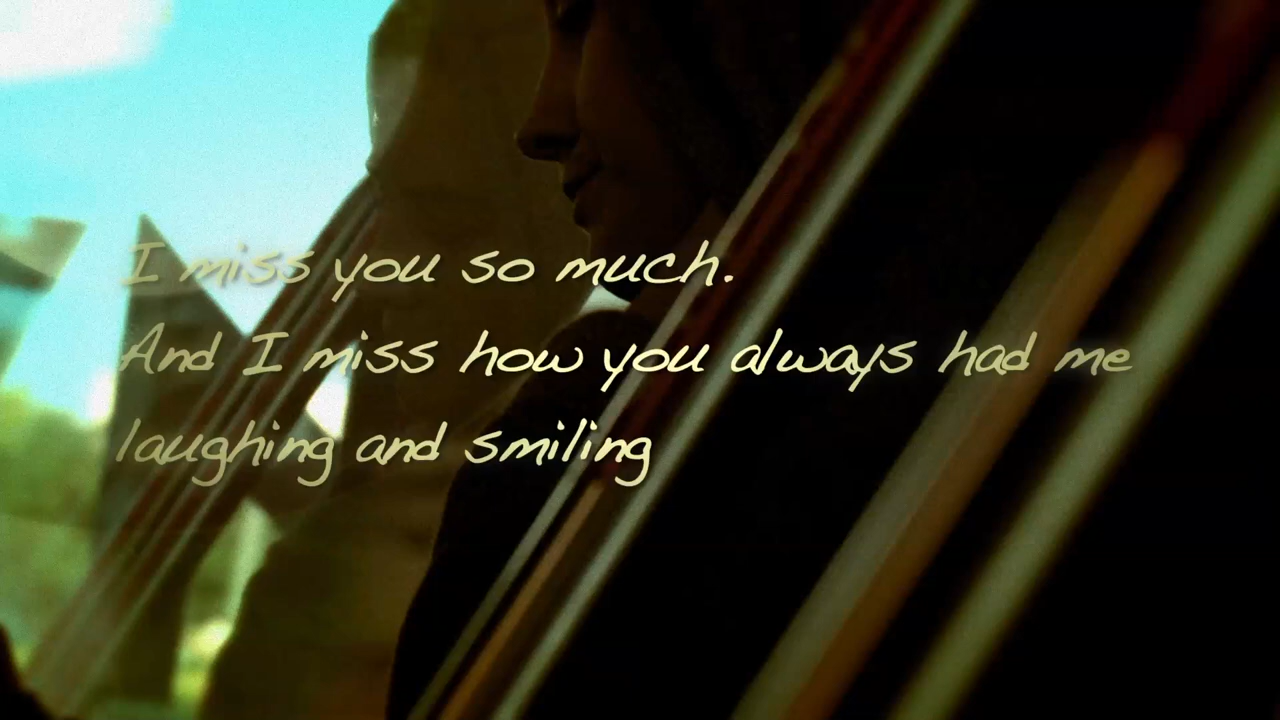 I miss you so much.
And I miss how you always had me
laughing and smiling